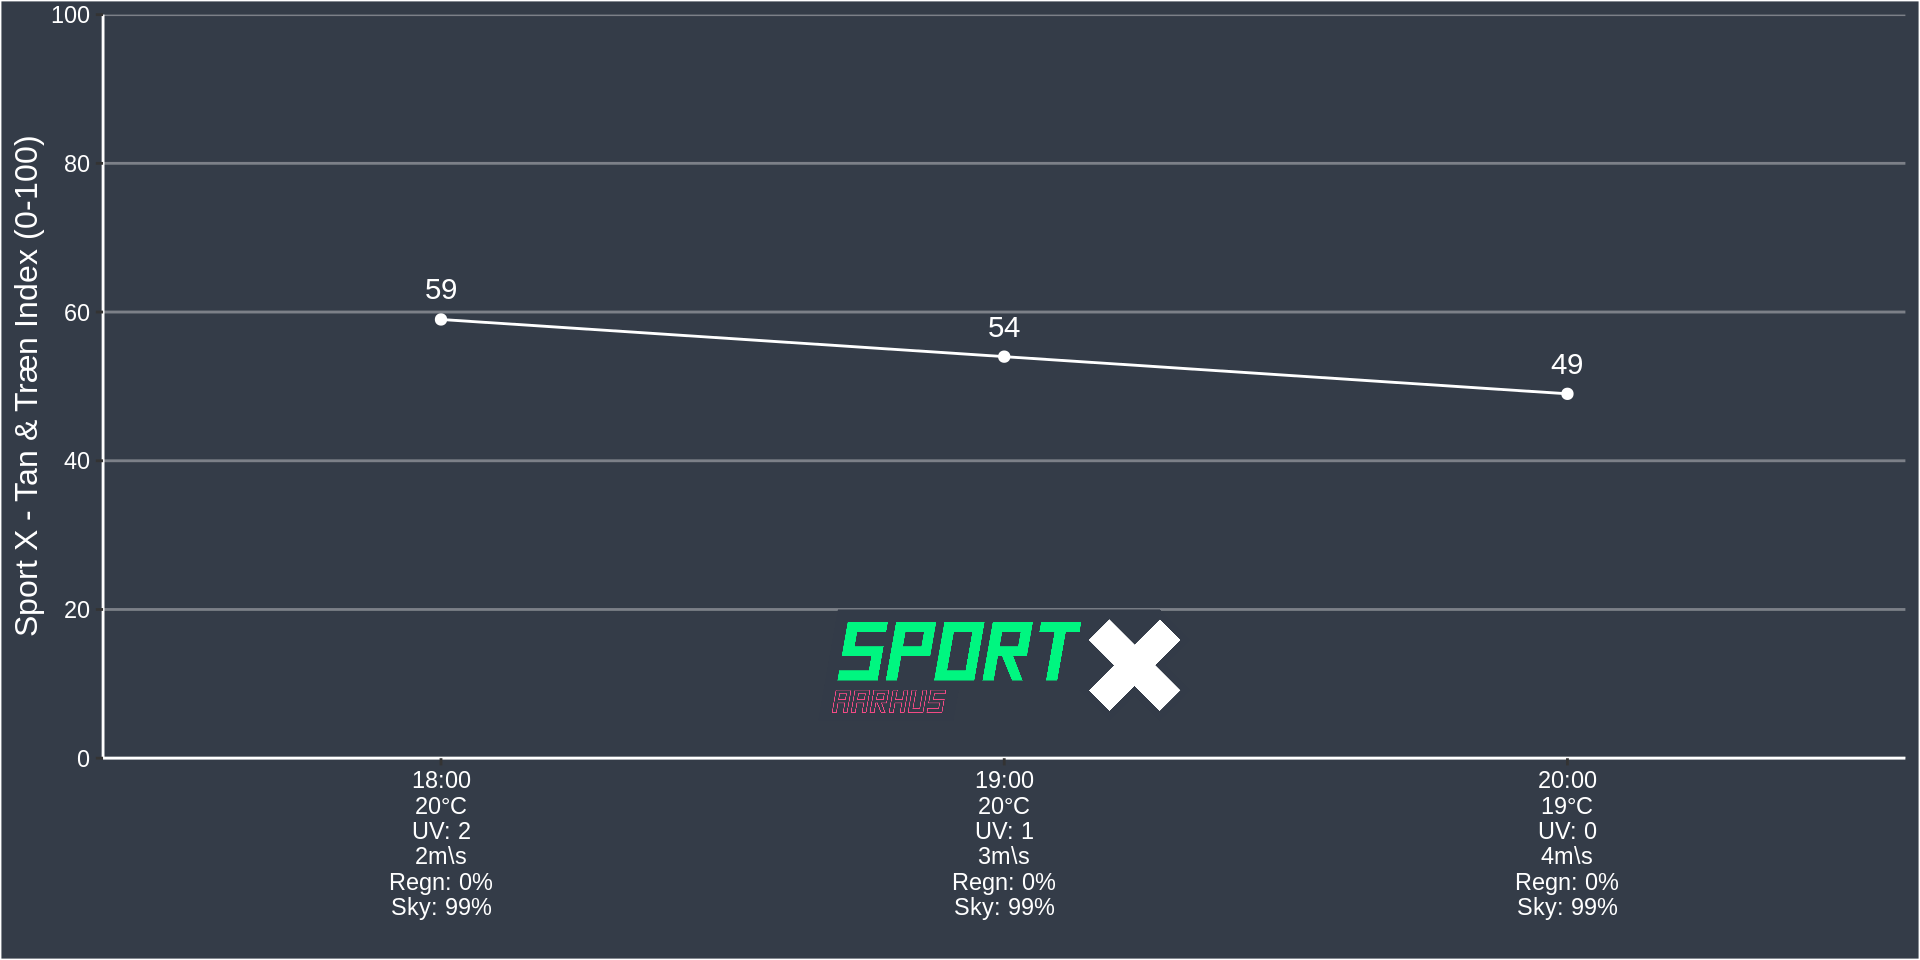 Sport X - Tan & Træn Index (0-100)
100
80
60
40
20
0
59
54
49
SPORT X
AARHUS
18:00
20°C
UV: 2
2m\s
Regn: 0%
Sky: 99%
19:00
20°C
UV: 1
3m\s
Regn: 0%
Sky: 99%
20:00
19°C
UV: 0
4m\s
Regn: 0%
Sky: 99%